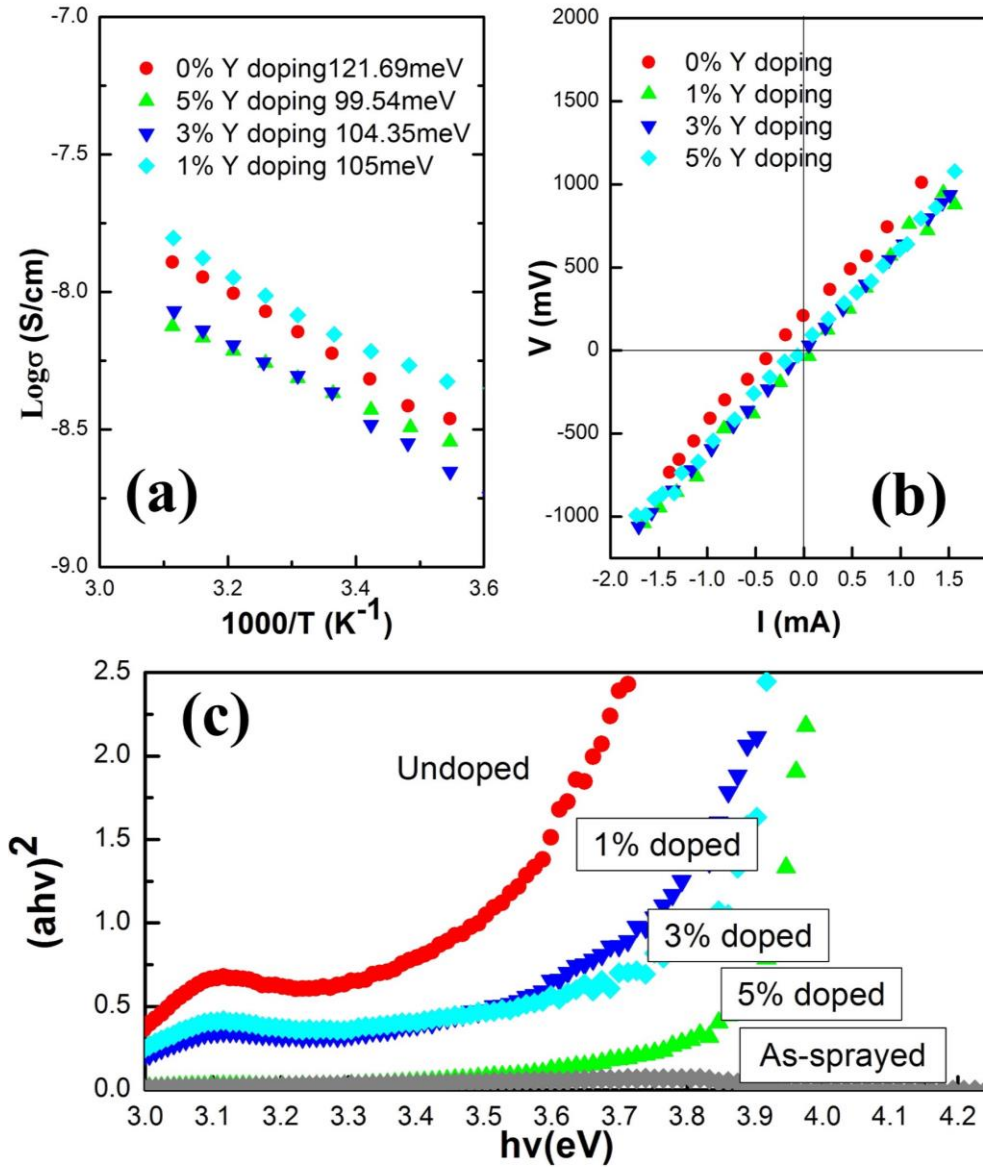 -7.0
-7.5
-8.0
-8.5
-9.0
Logσ (S/cm)
0% Y doping121.69meV
5% Y doping 99.54meV
3% Y doping 104.35meV
1% Y doping 105meV
(a)
3.0 3.2 3.4 3.6
1000/T (K⁻¹)
2000
1500
1000
500
0
-500
-1000
V (mV)
(b)
0% Y doping
1% Y doping
3% Y doping
5% Y doping
-2.0 -1.5 -1.0 -0.5 0.0 0.5 1.0 1.5
I (mA)
2.5
2.0
1.5
1.0
0.5
0.0
(ahv)²
(c)
Undoped
1% doped
3% doped
5% doped
As-sprayed
3.0 3.1 3.2 3.3 3.4 3.5 3.6 3.7 3.8 3.9 4.0 4.1 4.2
hν(eV)